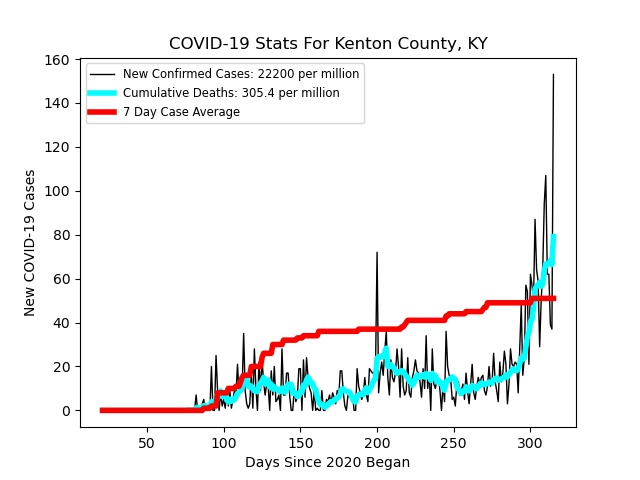 COVID-19 Stats For Kenton County, KY
New Confirmed Cases: 22200 per million
Cumulative Deaths: 305.4 per million
7 Day Case Average
New COVID-19 Cases
160
140
120
100
80
60
40
20
0
50
100
150
200
250
300
Days Since 2020 Began